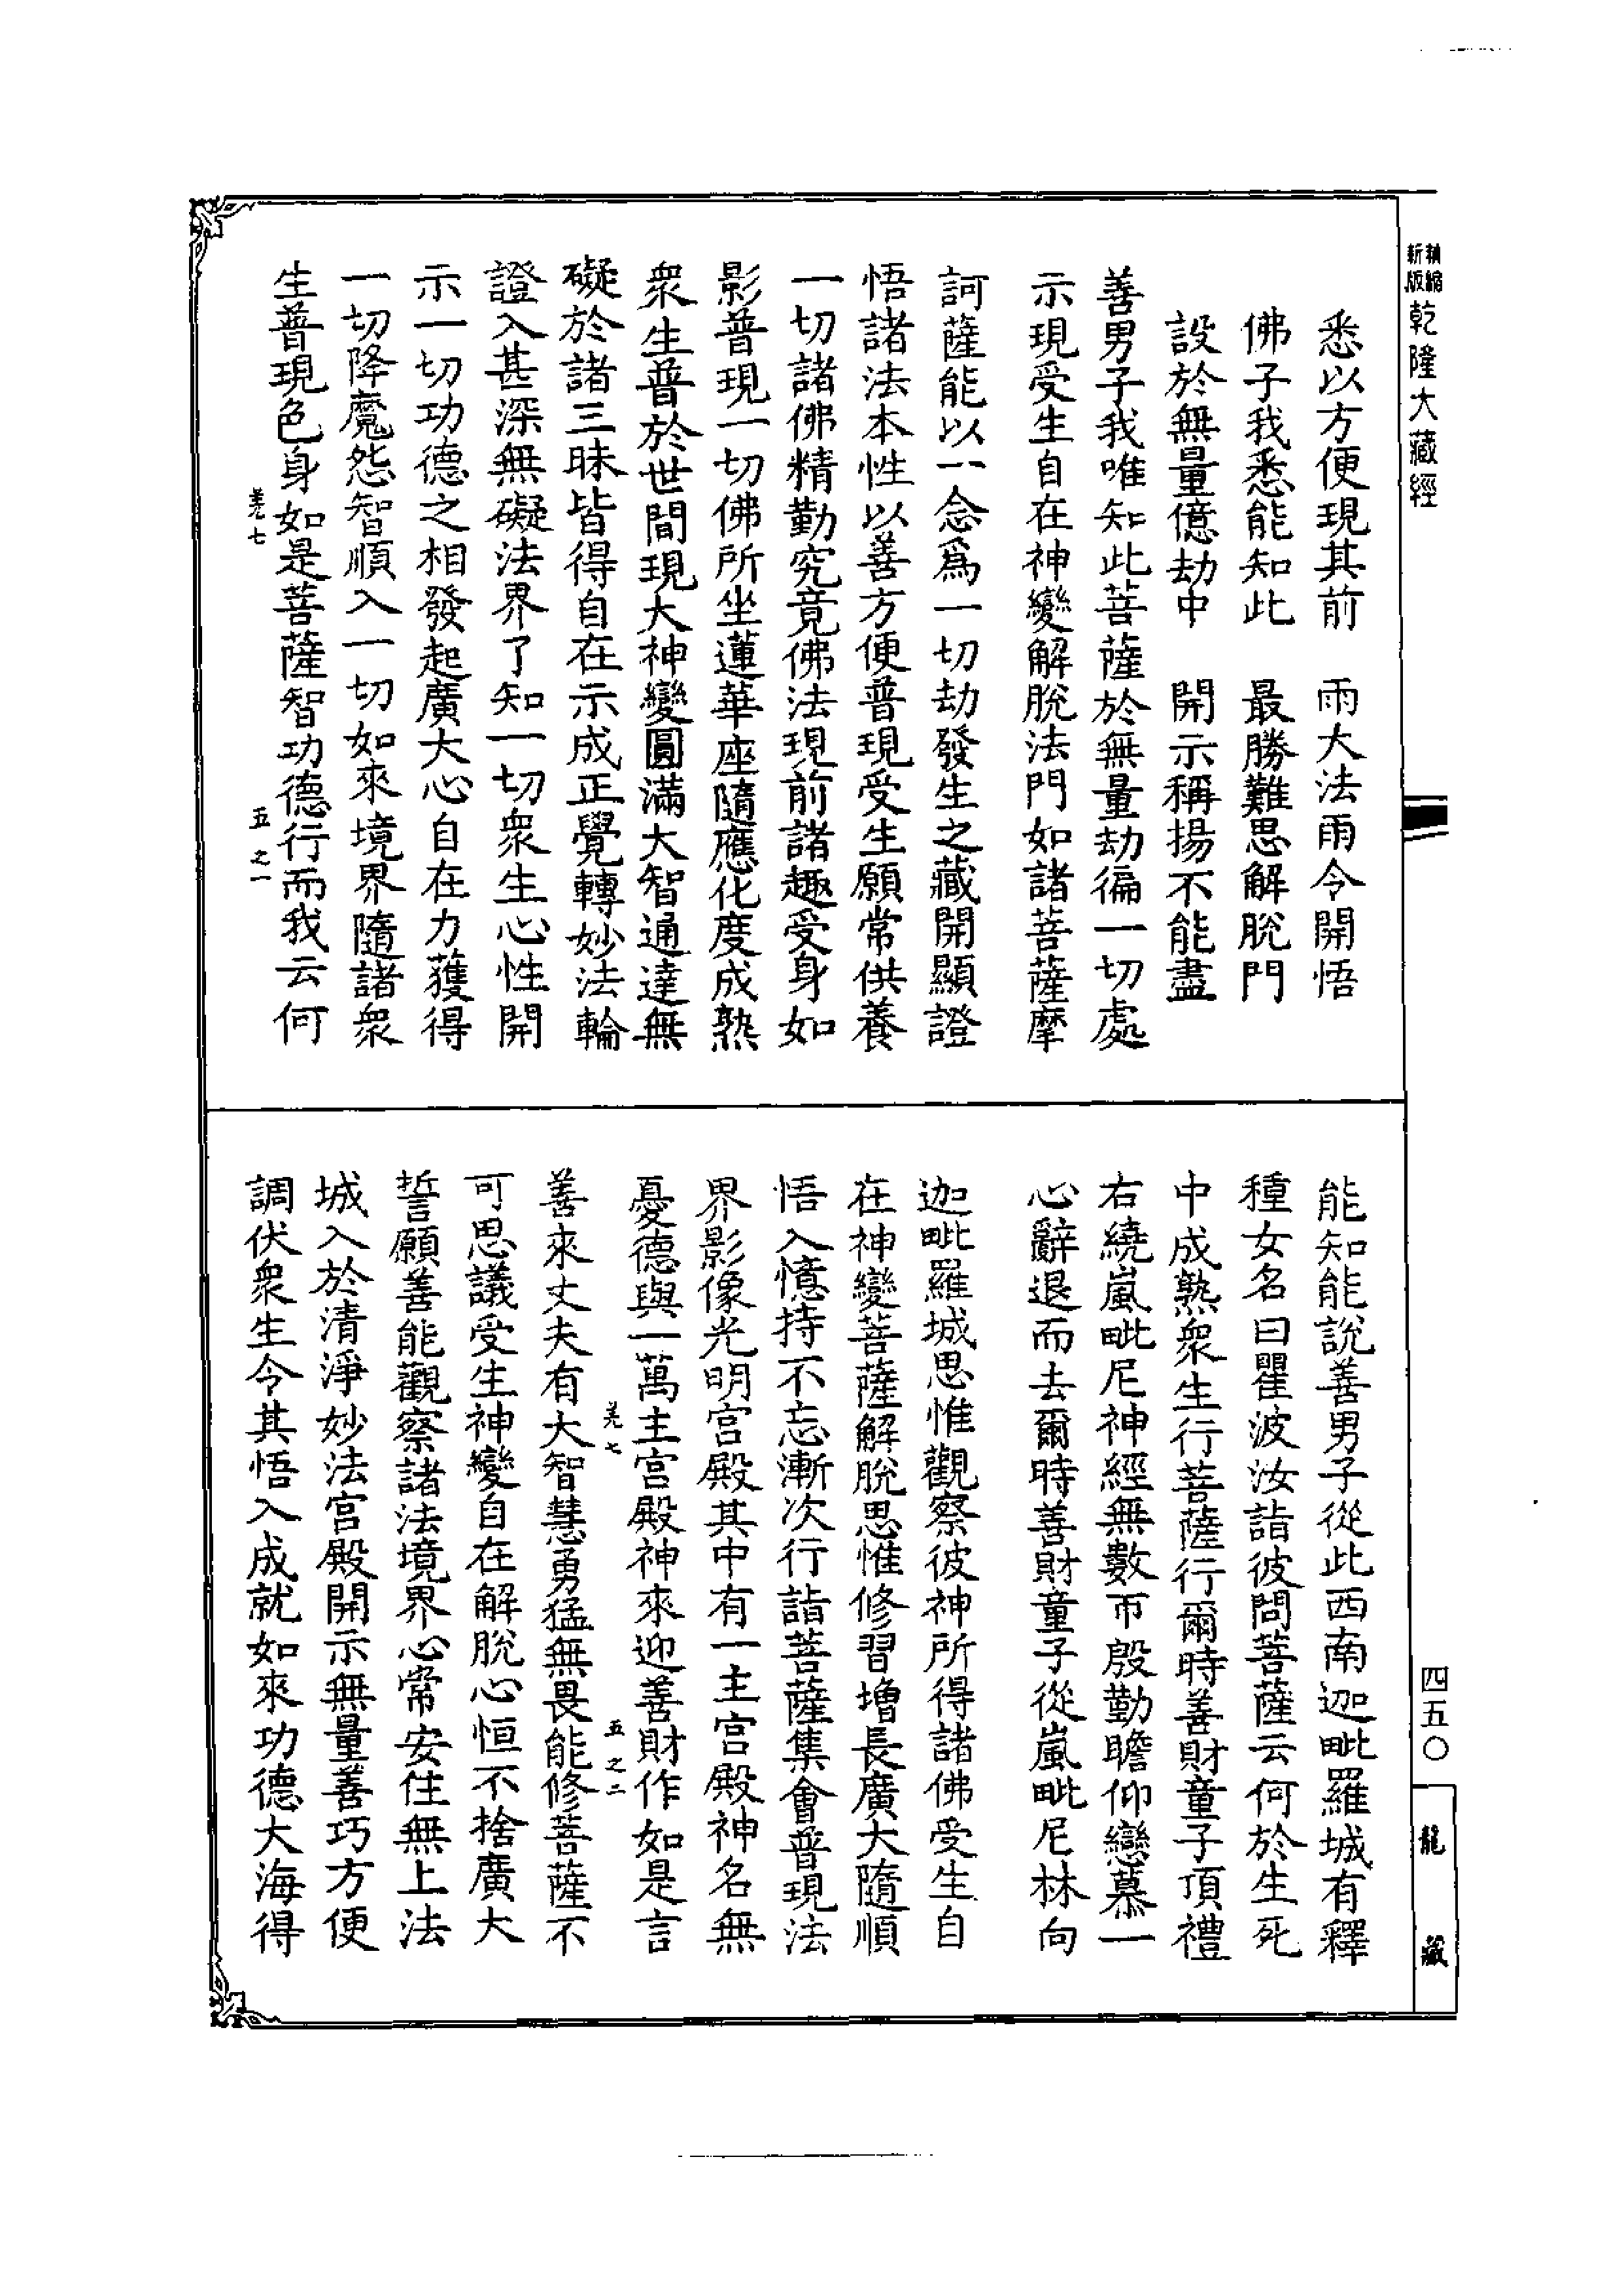 新版縮輯乾隆大藏經
悉以方便現其前　雨大法雨令開悟
佛子我悉能知此　最勝難思解脫門
設於無量億劫中　開示稱揚不能盡
善男子我唯知此菩薩於無量劫徧一切處
示現受生自在神變解脫法門如諸菩薩摩
訶薩能以一念為一切劫發生之藏開顯證
悟諸法本性以善方便普現受生願常供養
一切諸佛精勤究竟佛法現前諸趣受身如
影普現一切佛所坐蓮華座隨應化度成熟
衆生普於世間現大神變圓滿大智通達無
礙於諸三昧皆得自在示成正覺轉妙法輪
證入甚深無礙法界了知一切衆生心性開
示一切功德之相發起廣大心自在力獲得
一切降魔怨智順入一切如來境界隨諸衆
生普現色身如是菩薩智功德行而我云何
羌七　五之一
能知能說善男子從此西南迦毗羅城有釋
種女名曰瞿波汝詣彼問菩薩云何於生死
中成熟衆生行菩薩行爾時善財童子頂禮
右繞嵐毗尼神經無數帀殷勤瞻仰戀慕一
心辭退而去爾時善財童子從嵐毗尼林向
迦毗羅城思惟觀察彼神所得諸佛受生自
在神變菩薩解脫思惟修習增長廣大隨順
悟入憶持不忘漸次行詣菩薩集會普現法
界影像光明宮殿其中有一主宮殿神名無
憂德與一萬主宮殿神來迎善財作如是言
羌七　五之二
善來丈夫有大智慧勇猛無畏能修菩薩不
可思議受生神變自在解脫心恒不捨廣大
誓願善能觀察諸法境界心常安住無上法
城入於清淨妙法宮殿開示無量善巧方便
調伏衆生令其悟入成就如來功德大海得
四五〇
龍藏